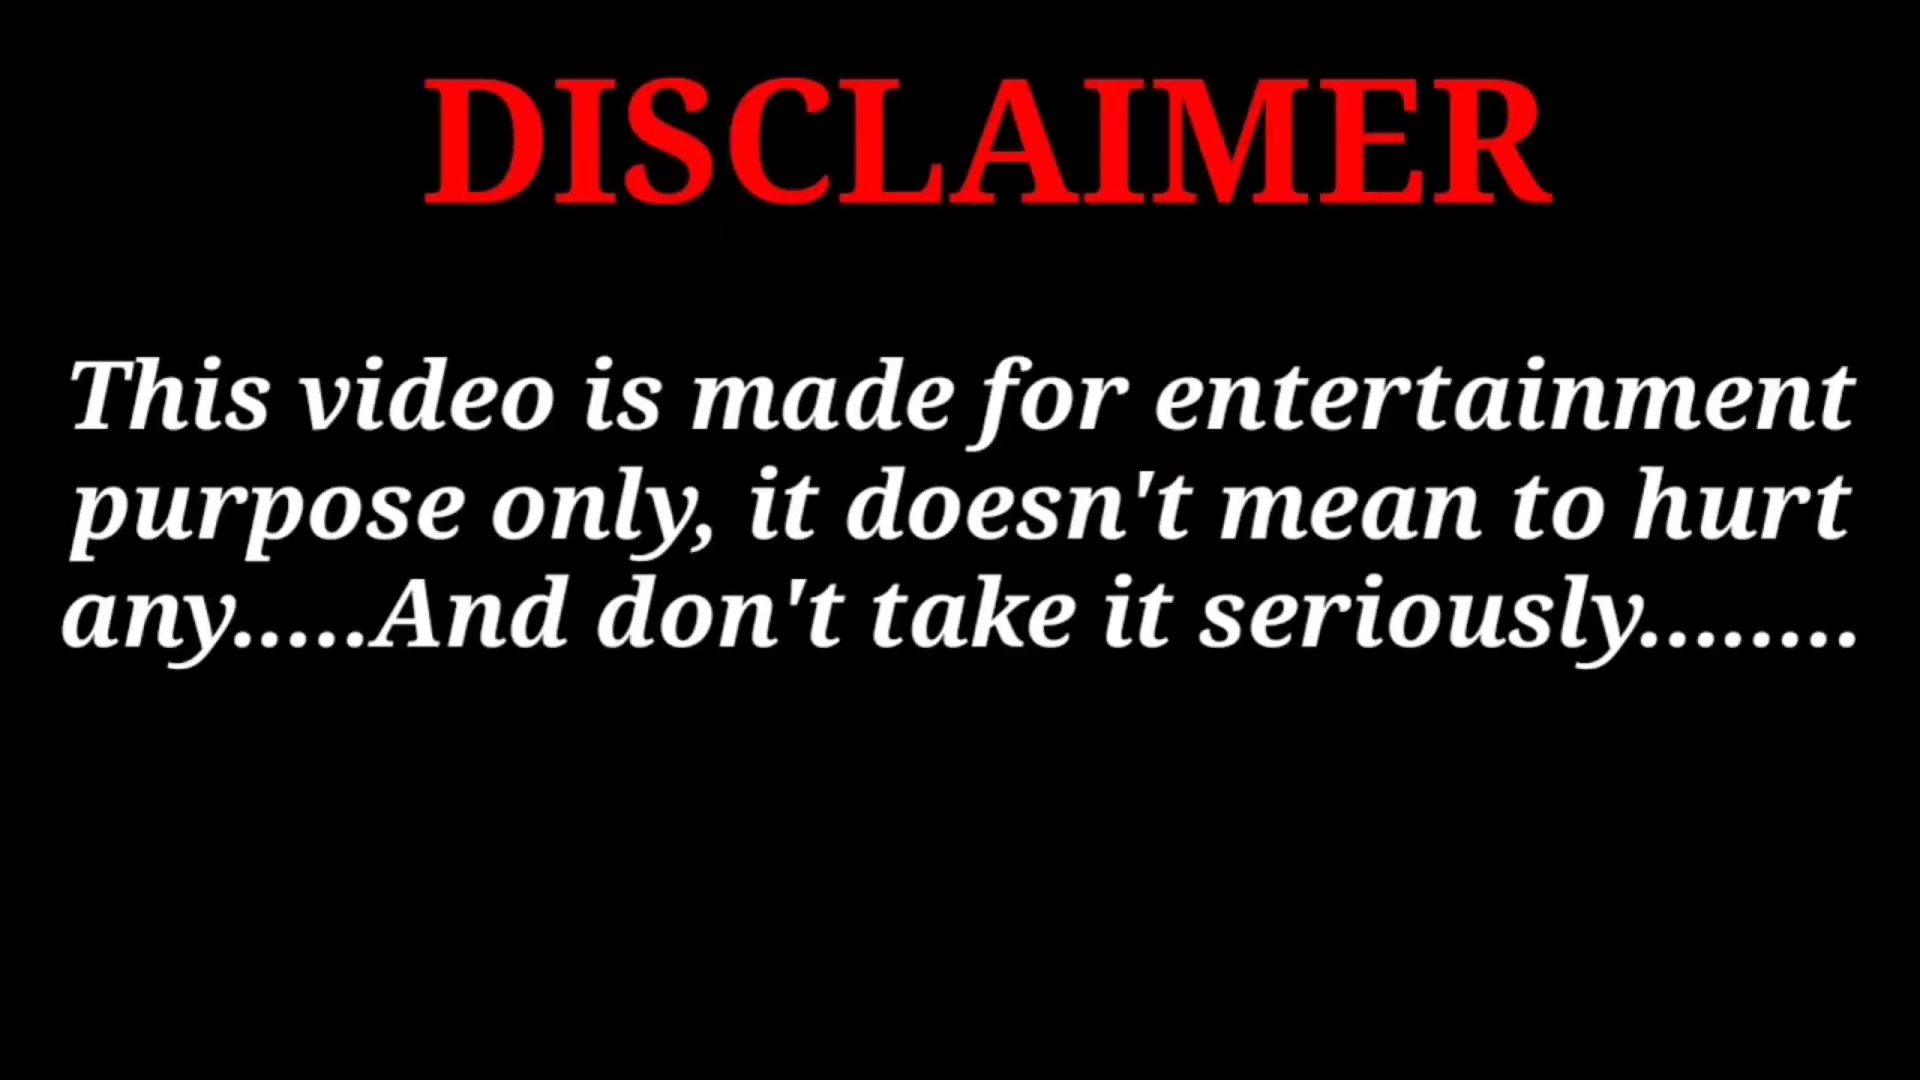 DISCLAIMER
This video is made for entertainment
purpose only, it doesn't mean to hurt
any.....And don't take it seriously........